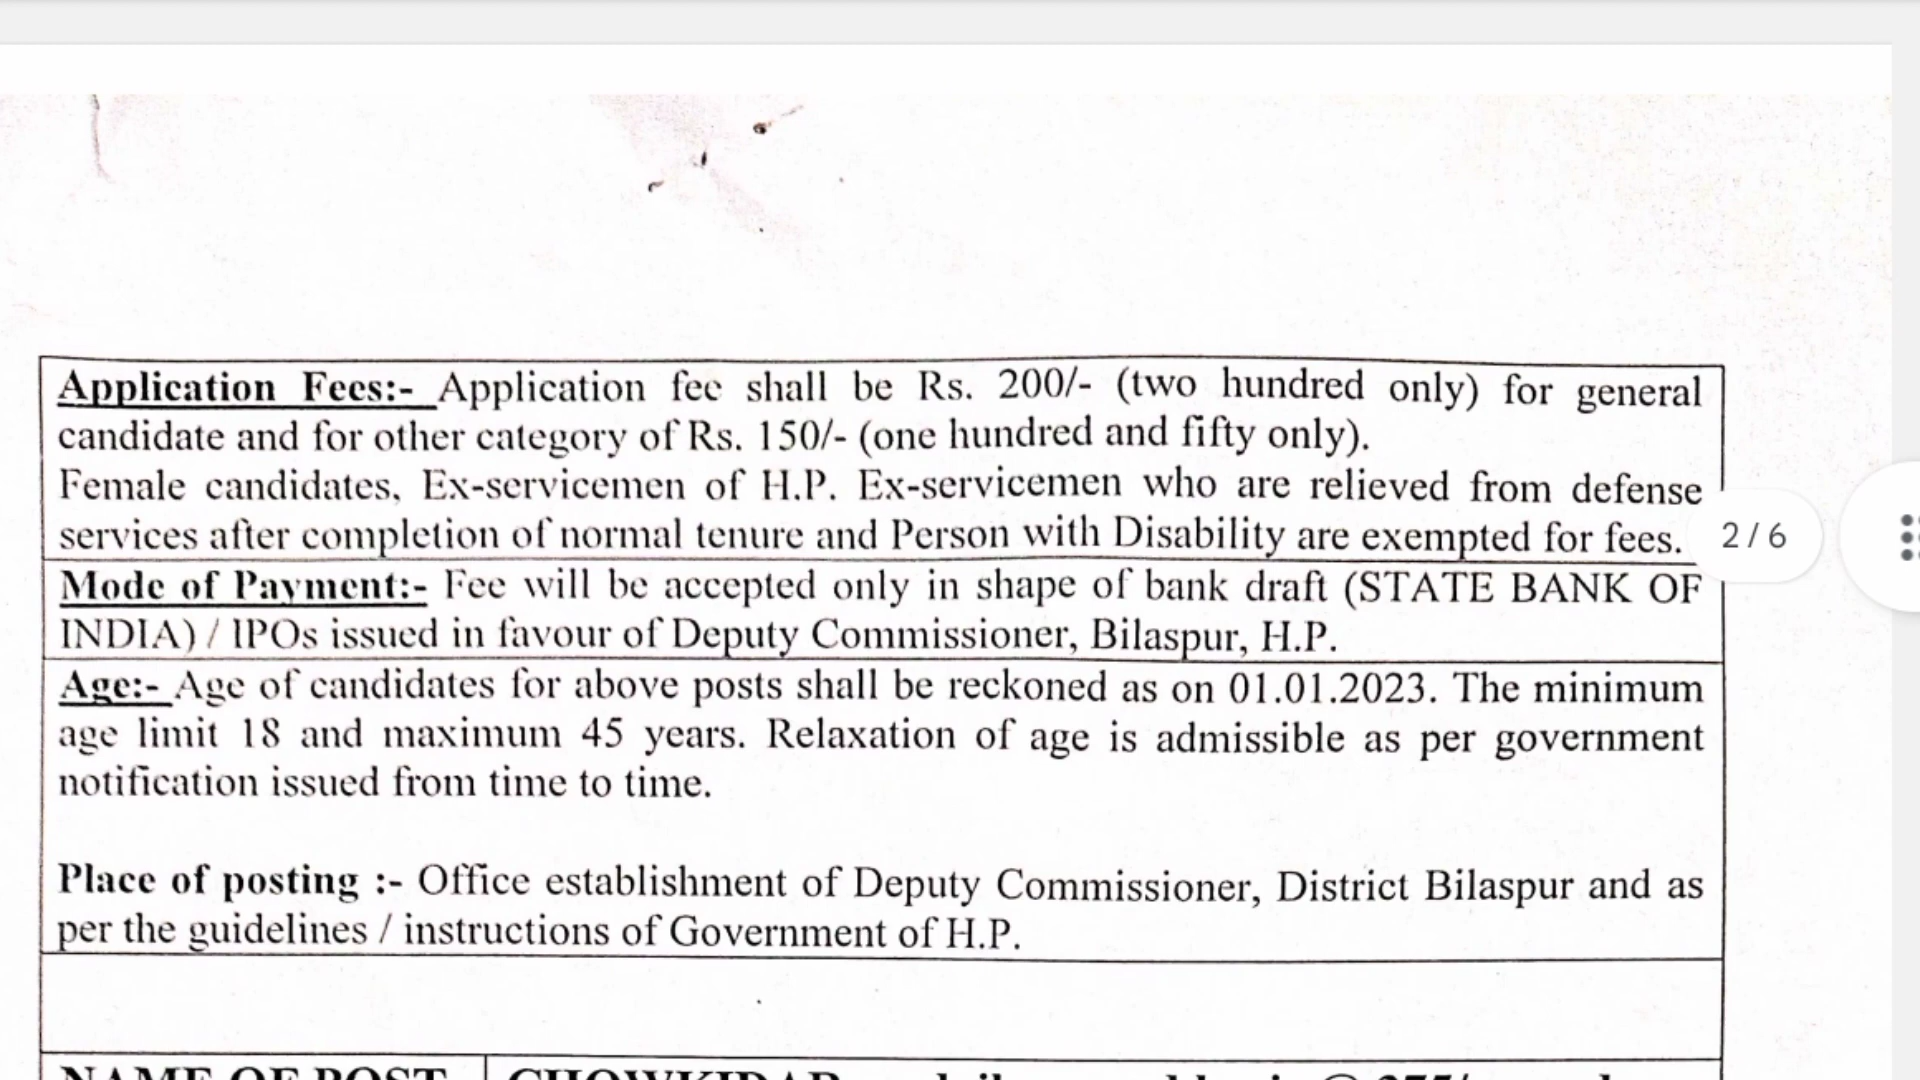 Application Fees:- Application fee shall be Rs. 200/- (two hundred only) for general
candidate and for other category of Rs. 150/- (one hundred and fifty only).
Female candidates, Ex-servicemen of H.P. Ex-servicemen who are relieved from defense
services after completion of normal tenure and Person with Disability are exempted for fees.
2 / 6
Mode of Payment:- Fee will be accepted only in shape of bank draft (STATE BANK OF
INDIA) / IPOs issued in favour of Deputy Commissioner, Bilaspur, H.P.
Age:- Age of candidates for above posts shall be reckoned as on 01.01.2023. The minimum
age limit 18 and maximum 45 years. Relaxation of age is admissible as per government
notification issued from time to time.
Place of posting :- Office establishment of Deputy Commissioner, District Bilaspur and as
per the guidelines / instructions of Government of H.P.
NAME OF POST CHOWKIDAR